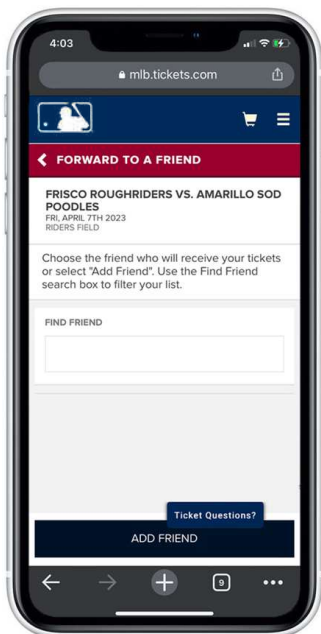 4:03
mlb.tickets.com
FORWARD TO A FRIEND
FRISCO ROUGHRIDERS VS. AMARILLO SOD
POODLES
FRI, APRIL 7TH 2023
RIDERS FIELD
Choose the friend who will receive your tickets
or select "Add Friend". Use the Find Friend
search box to filter your list.
FIND FRIEND
Ticket Questions?
ADD FRIEND
9